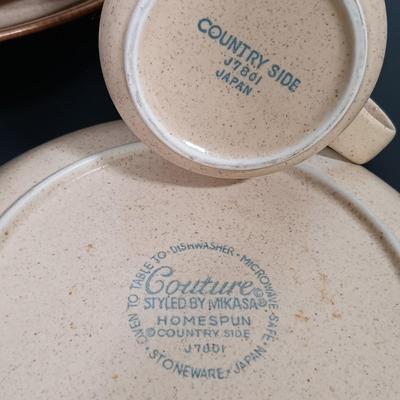 COUNTRY SIDE
J7801
JAPAN
OVEN TO TABLE TO • DISHWASHER • MICROWAVE-SAFE
Couture©®
STYLED BY MIKASA®
HOMESPUN
©COUNTRY SIDE
J7801
• STONEWARE • JAPAN